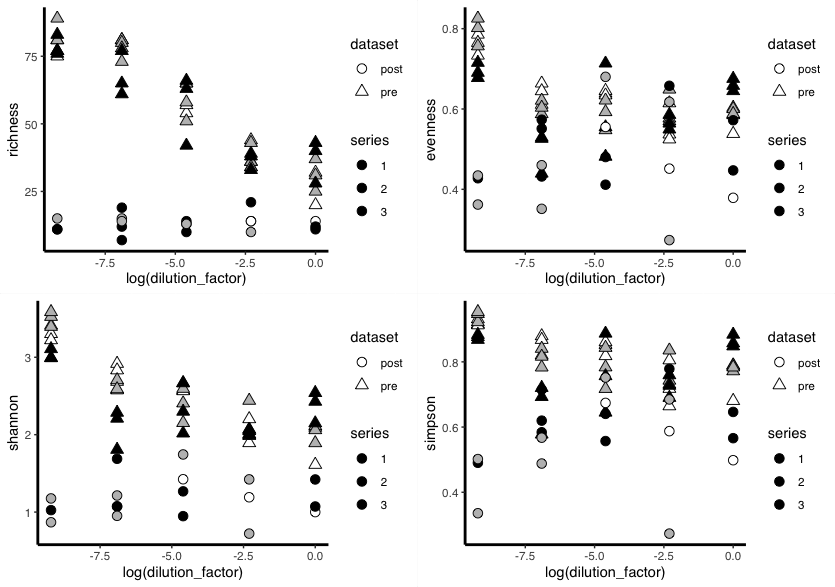 richness
75
50
25
-7.5 -5.0 -2.5 0.0
log(dilution_factor)
dataset
post
pre
series
1
2
3
evenness
0.8
0.6
0.4
-7.5 -5.0 -2.5 0.0
log(dilution_factor)
dataset
post
pre
series
1
2
3
shannon
3
2
1
-7.5 -5.0 -2.5 0.0
log(dilution_factor)
dataset
post
pre
series
1
2
3
simpson
0.8
0.6
0.4
-7.5 -5.0 -2.5 0.0
log(dilution_factor)
dataset
post
pre
series
1
2
3